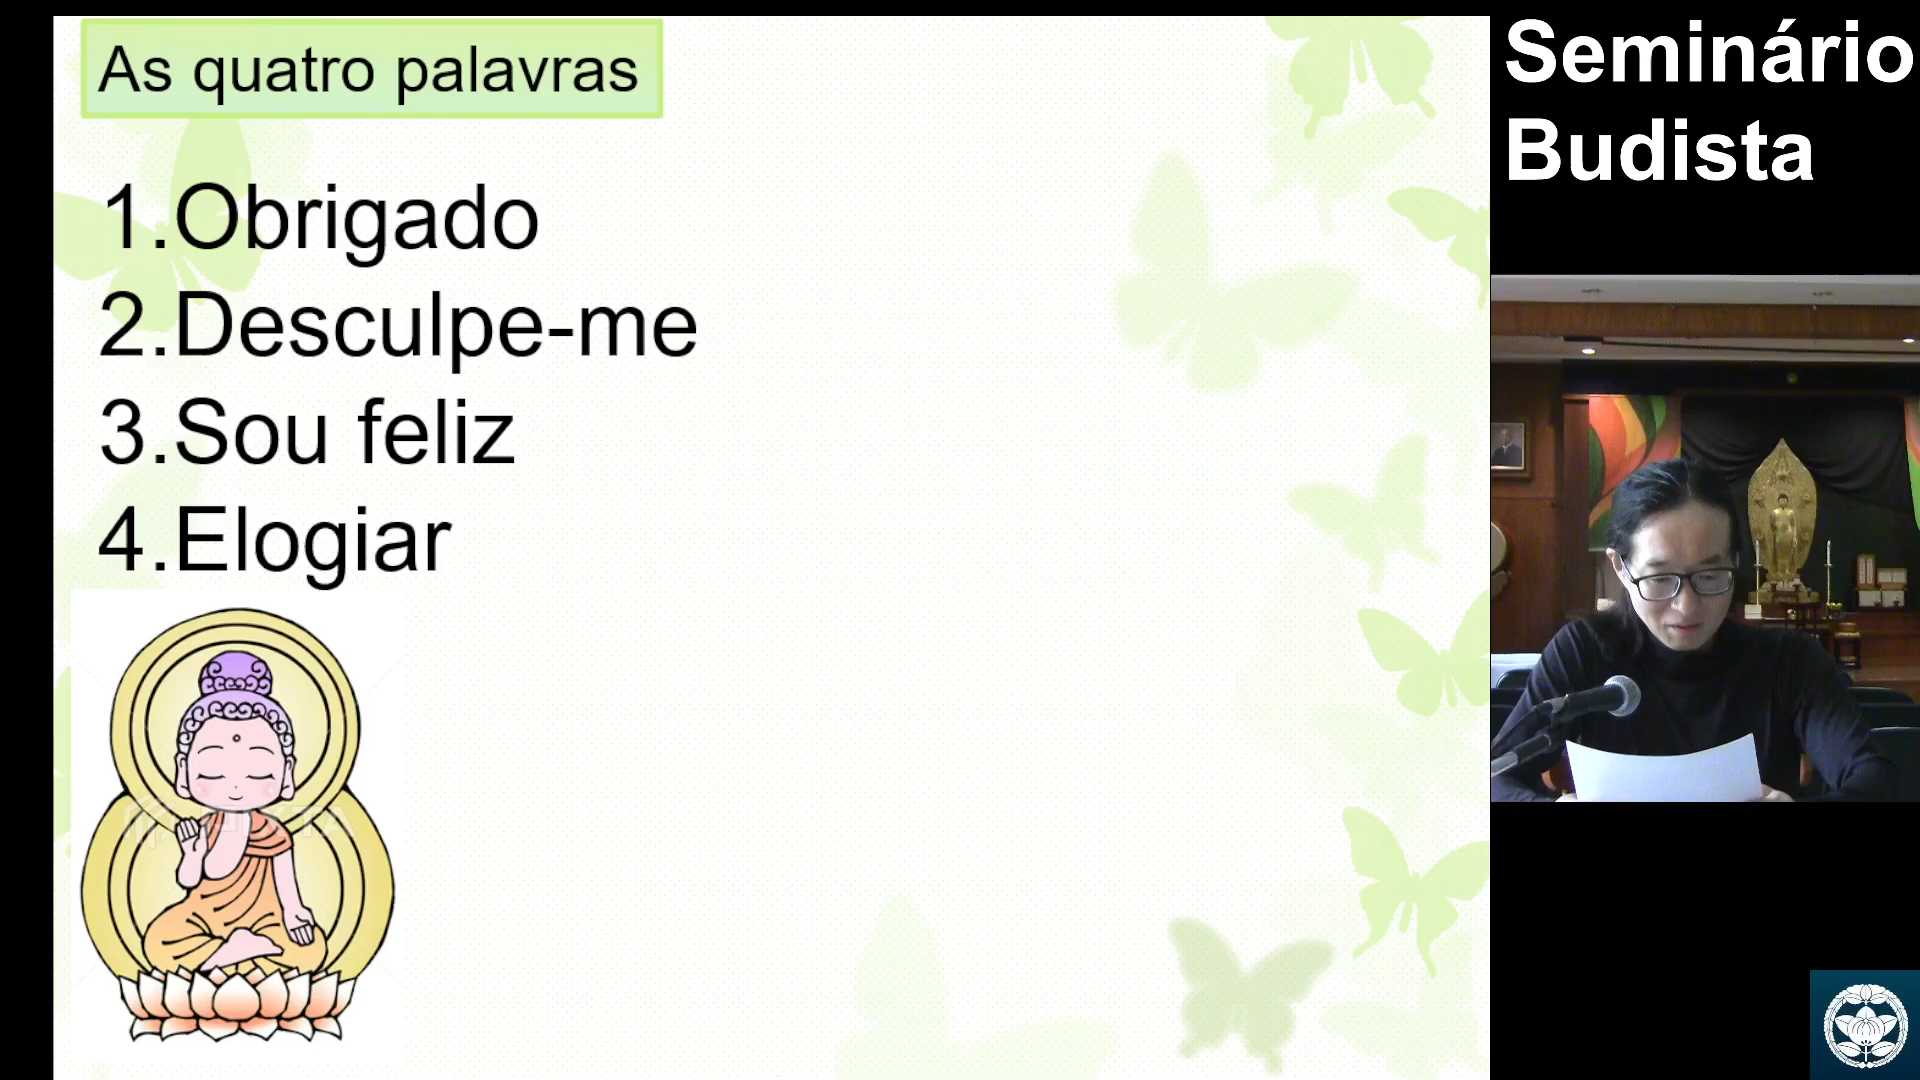 As quatro palavras
1.Obrigado
2.Desculpe-me
3.Sou feliz
4.Elogiar
Seminário
Budista